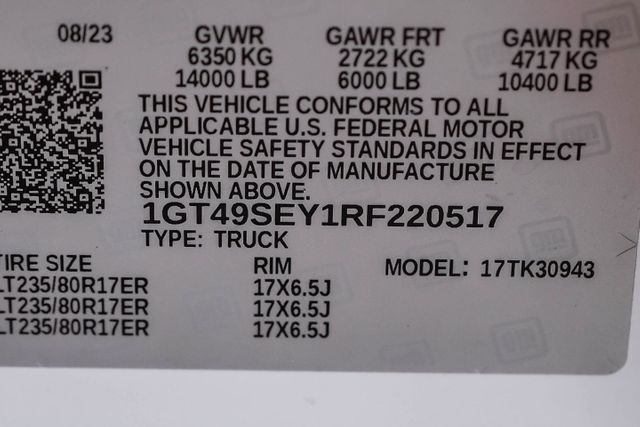 08/23 GVWR GAWR FRT GAWR RR
6350 KG 2722 KG 4717 KG
14000 LB 6000 LB 10400 LB
THIS VEHICLE CONFORMS TO ALL
APPLICABLE U.S. FEDERAL MOTOR
VEHICLE SAFETY STANDARDS IN EFFECT
ON THE DATE OF MANUFACTURE
SHOWN ABOVE.
1GT49SEY1RF220517
TYPE: TRUCK
TIRE SIZE RIM MODEL: 17TK30943
LT235/80R17ER 17X6.5J
LT235/80R17ER 17X6.5J
LT235/80R17ER 17X6.5J